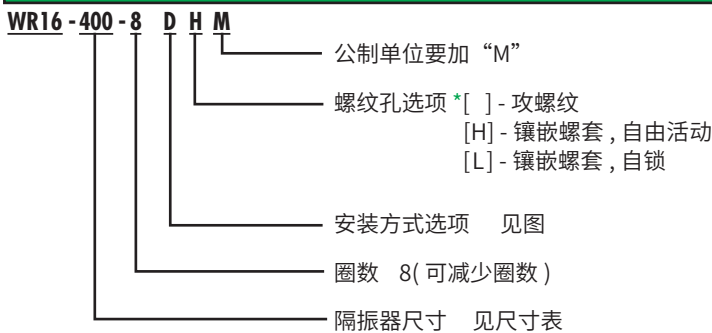 WR16 - 400 - 8 D H M
公制单位要加“M”
螺纹孔选项 *[ ] - 攻螺纹
[H] - 镶嵌螺套 , 自由活动
[L] - 镶嵌螺套 , 自锁
安装方式选项 见图
圈数 8( 可减少圈数 )
隔振器尺寸 见尺寸表